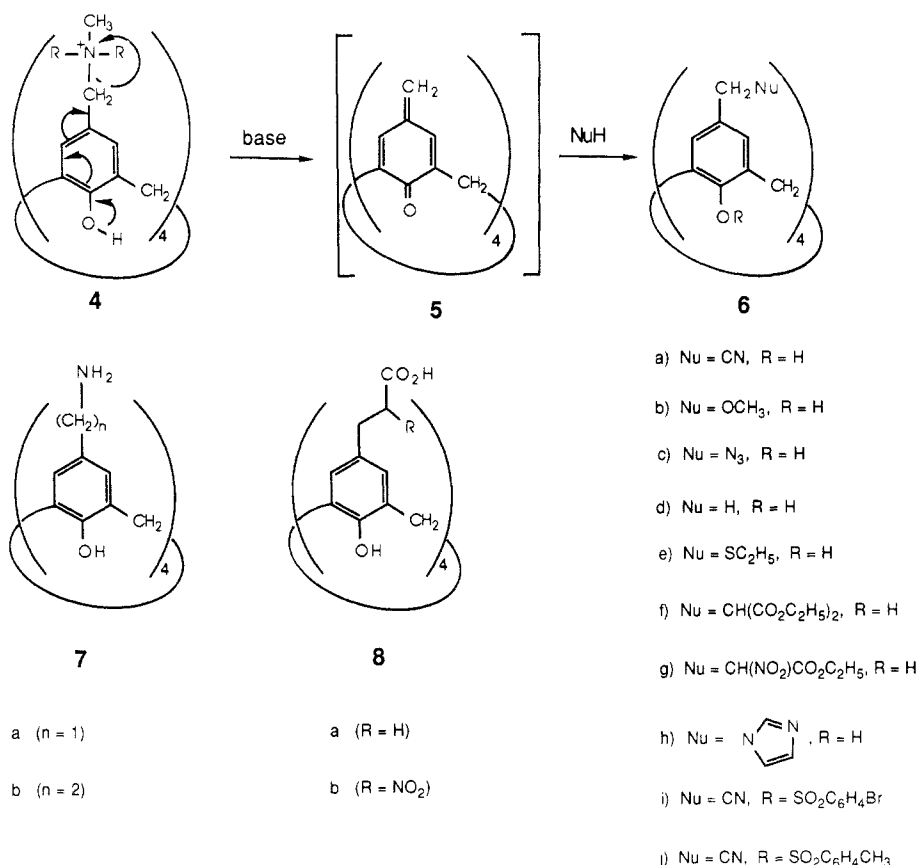 CH3
R–N+–R
CH2
CH2
O H
4
4
base
CH2
CH2
O
4
5
NuH
CH2Nu
CH2
OR
4
6
NH2
(CH2)n
CH2
OH
4
7
a (n = 1)
b (n = 2)
CO2H
R
CH2
OH
4
8
a (R = H)
b (R = NO2)
a) Nu = CN, R = H
b) Nu = OCH3, R = H
c) Nu = N3, R = H
d) Nu = H, R = H
e) Nu = SC2H5, R = H
f) Nu = CH(CO2C2H5)2, R = H
g) Nu = CH(NO2)CO2C2H5, R = H
h) Nu = N N , R = H
i) Nu = CN, R = SO2C6H4Br
j) Nu = CN, R = SO2C6H4CH3